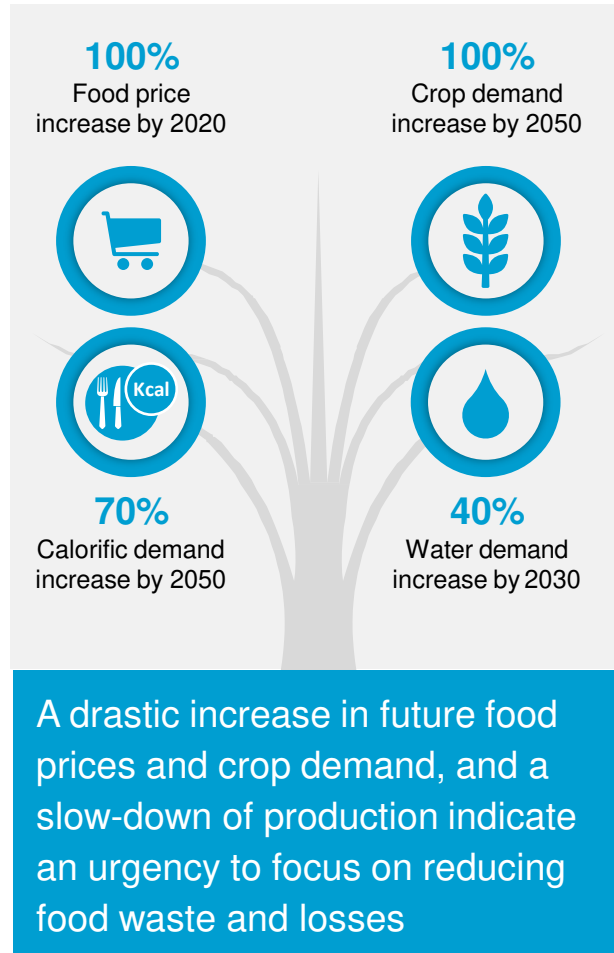 100%
Food price
increase by 2020
100%
Crop demand
increase by 2050
Kcal
70%
Calorific demand
increase by 2050
40%
Water demand
increase by 2030
A drastic increase in future food
prices and crop demand, and a
slow-down of production indicate
an urgency to focus on reducing
food waste and losses